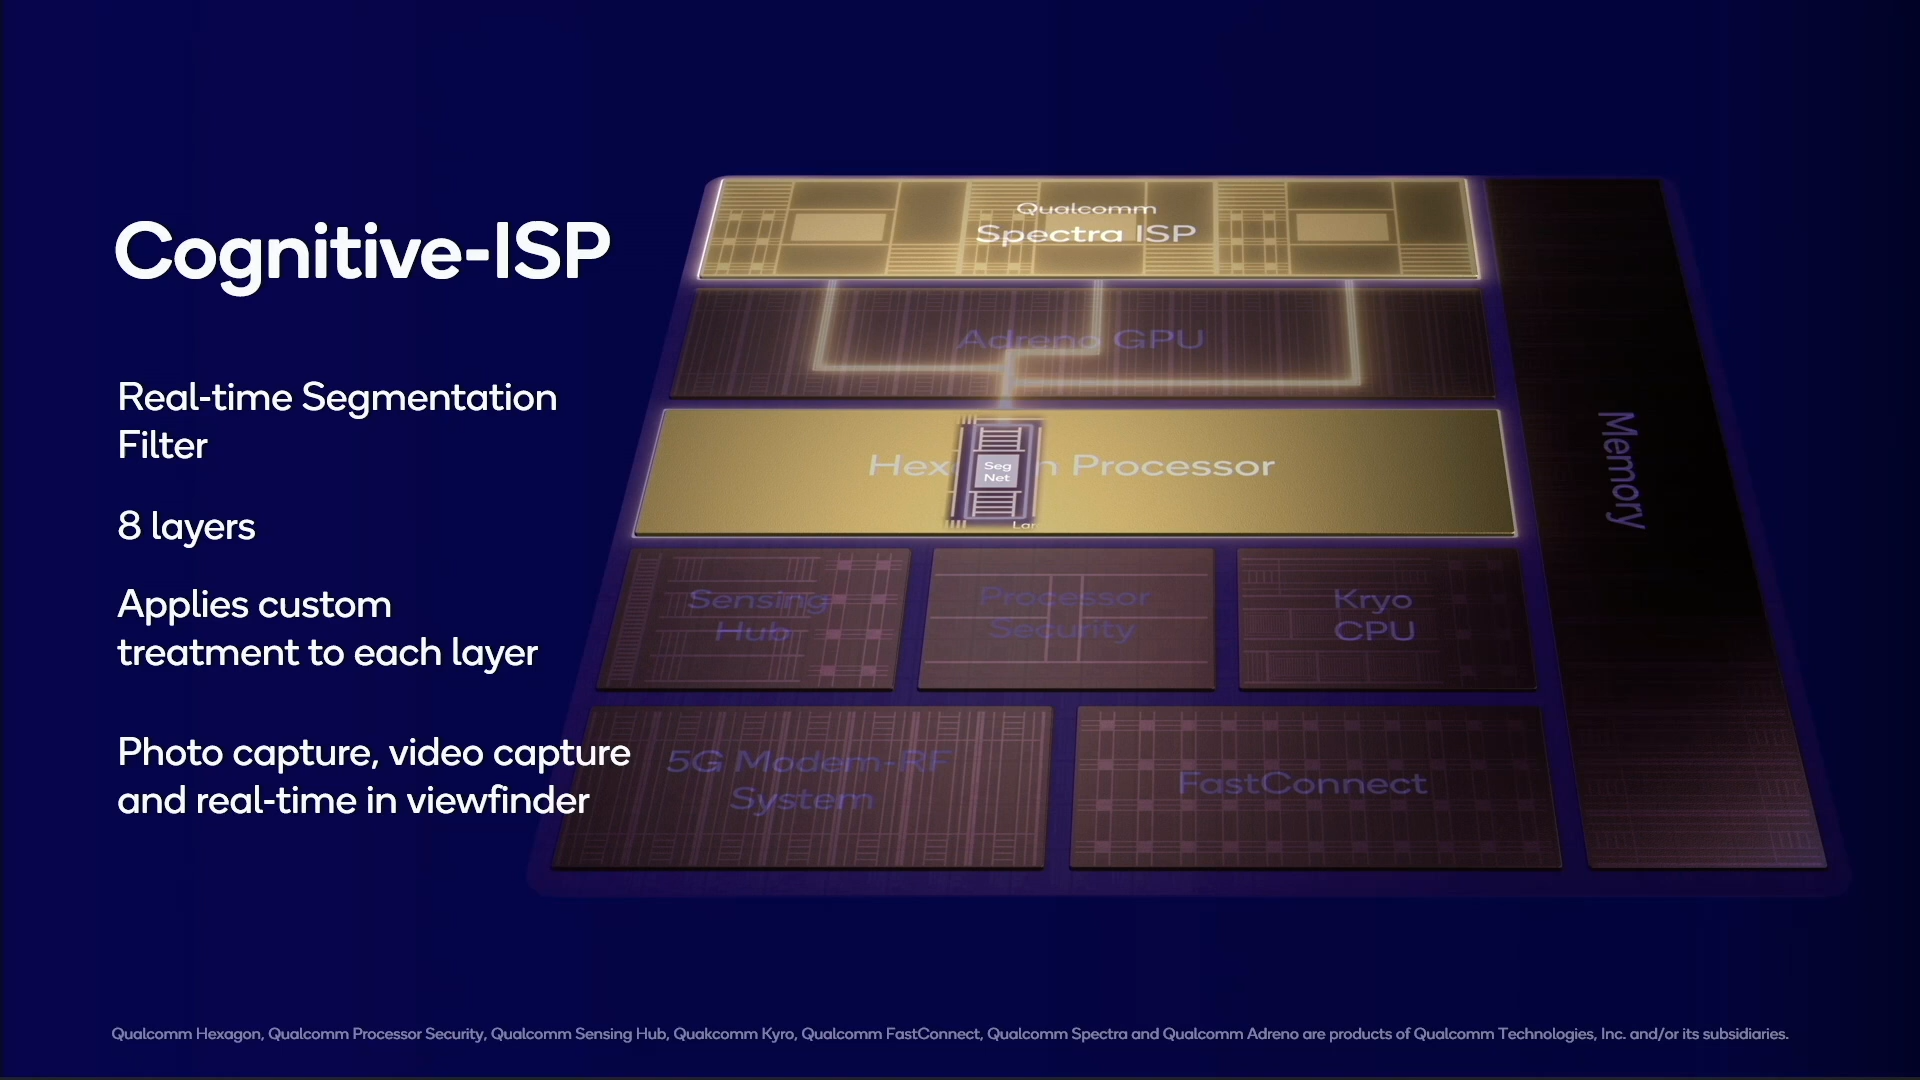 Cognitive-ISP
Real-time Segmentation
Filter
8 layers
Applies custom
treatment to each layer
Photo capture, video capture
and real-time in viewfinder
Qualcomm
Spectra ISP
Adreno GPU
Processor
Seg
Net
Memory
Sensing
Hub
Processor
Security
Kryo
CPU
5G Modem-RF
System
FastConnect
Qualcomm Hexagon, Qualcomm Processor Security, Qualcomm Sensing Hub, Quakcomm Kyro, Qualcomm FastConnect, Qualcomm Spectra and Qualcomm Adreno are products of Qualcomm Technologies, Inc. and/or its subsidiaries.